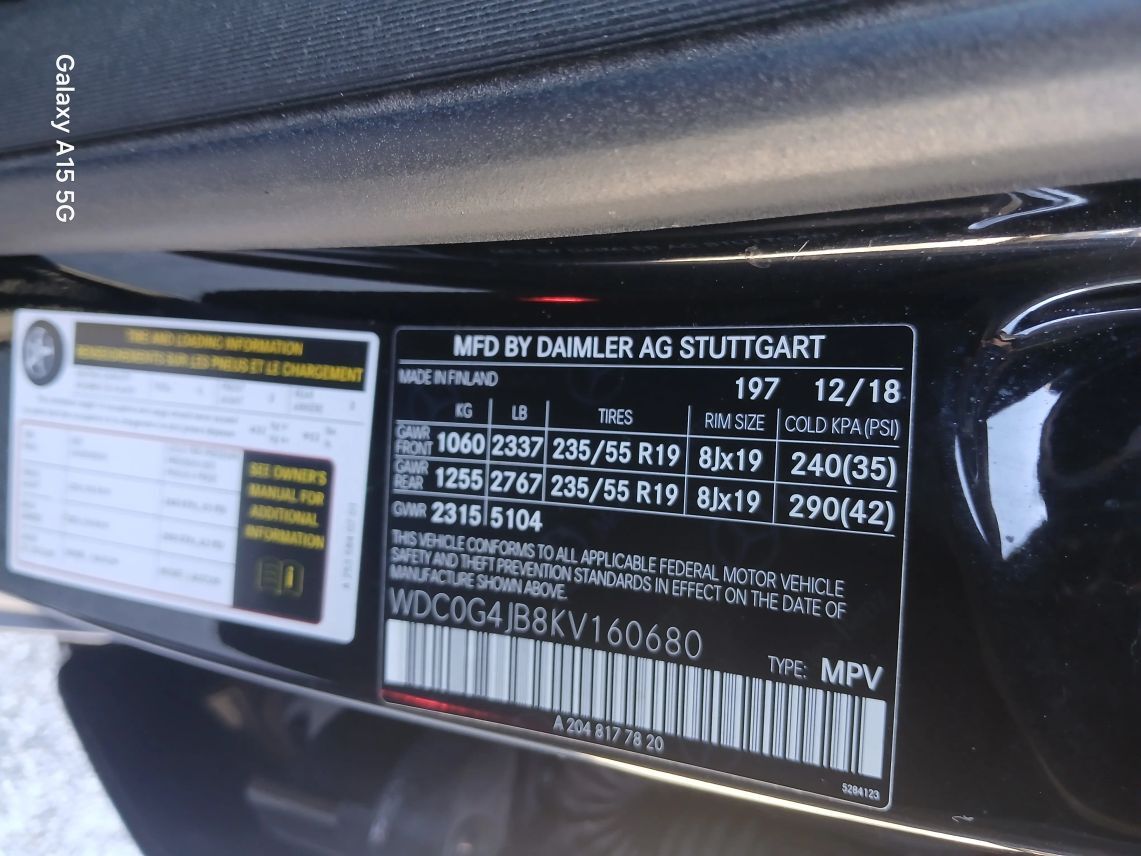 Galaxy A15 5G
TIRE AND LOADING INFORMATION
RENSEIGNEMENTS SUR LES PNEUS ET LE CHARGEMENT
SEE OWNER'S
MANUAL FOR
ADDITIONAL
INFORMATION
MFD BY DAIMLER AG STUTTGART
MADE IN FINLAND 197 12/18
KG LB TIRES RIM SIZE COLD KPA (PSI)
GAWR FRONT 1060 2337 235/55 R19 8Jx19 240(35)
GAWR REAR 1255 2767 235/55 R19 8Jx19 290(42)
GVWR 2315 5104
THIS VEHICLE CONFORMS TO ALL APPLICABLE FEDERAL MOTOR VEHICLE
SAFETY AND THEFT PREVENTION STANDARDS IN EFFECT ON THE DATE OF
MANUFACTURE SHOWN ABOVE.
WDC0G4JB8KV160680
TYPE: MPV
A 204 817 78 20
5284123